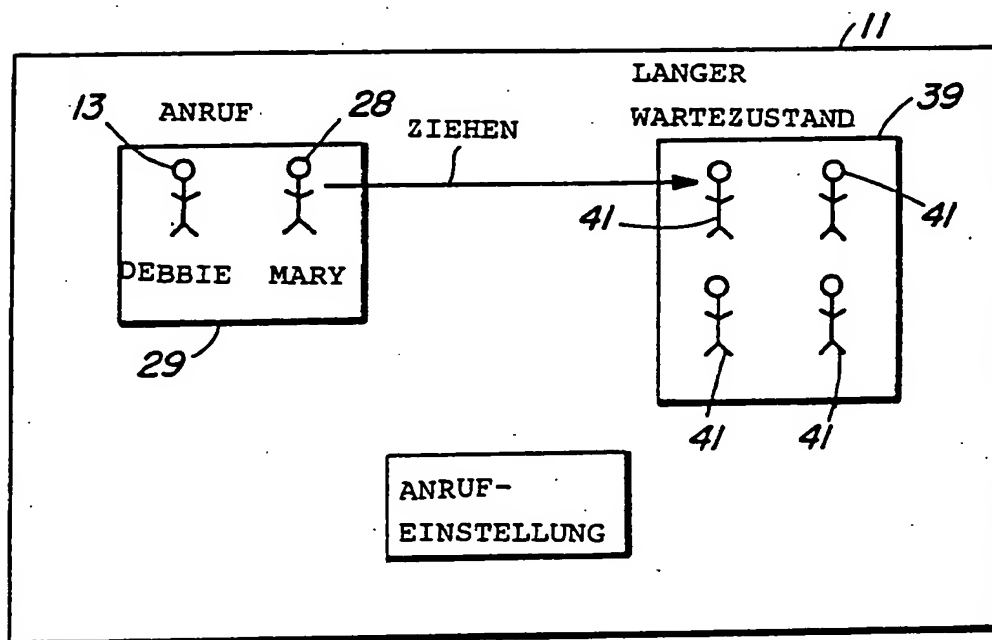 11
LANGER
WARTEZUSTAND
39
13
ANRUF
28
ZIEHEN
41
41
DEBBIE
MARY
29
41
41
ANRUF-
EINSTELLUNG